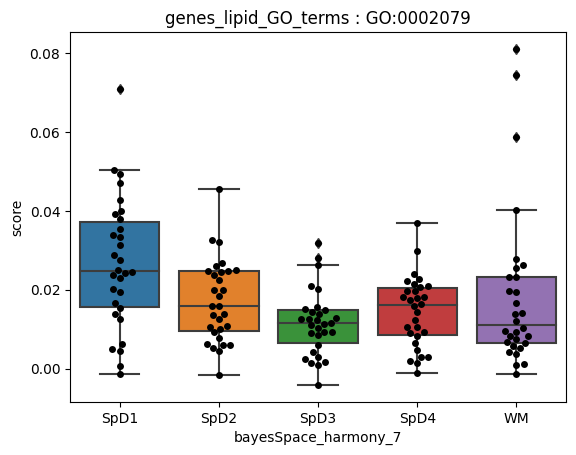 genes_lipid_GO_terms : GO:0002079
0.08
0.06
0.04
0.02
0.00
score
SpD1 SpD2 SpD3 SpD4 WM
bayesSpace_harmony_7